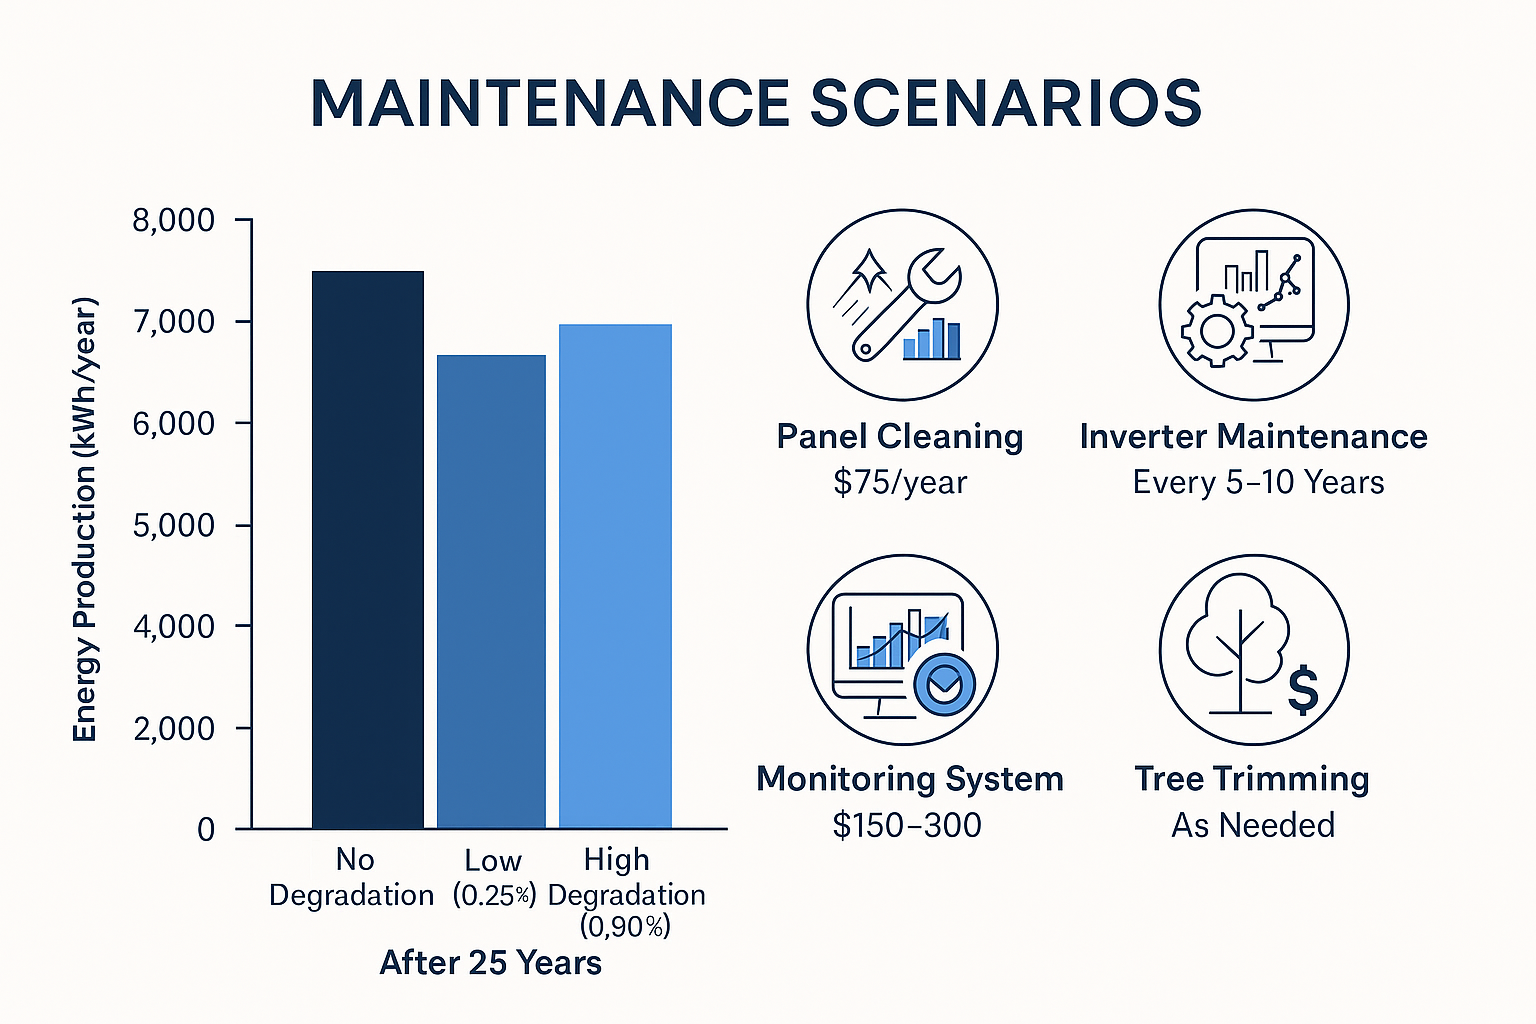 MAINTENANCE SCENARIOS
Energy Production (kWh/year)
8,000
7,000
6,000
5,000
4,000
2,000
0
No
Degradation
Low
(0.25%)
High
Degradation
(0,90%)
After 25 Years
Panel Cleaning
$75/year
Inverter Maintenance
Every 5–10 Years
Monitoring System
$150–300
$
Tree Trimming
As Needed